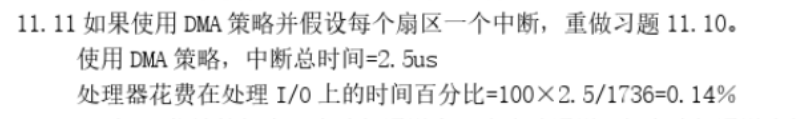 11.11 如果使用 DMA 策略并假设每个扇区一个中断，重做习题 11.10。
使用 DMA 策略，中断总时间=2.5us
处理器花费在处理 I/O 上的时间百分比=100×2.5/1736=0.14%